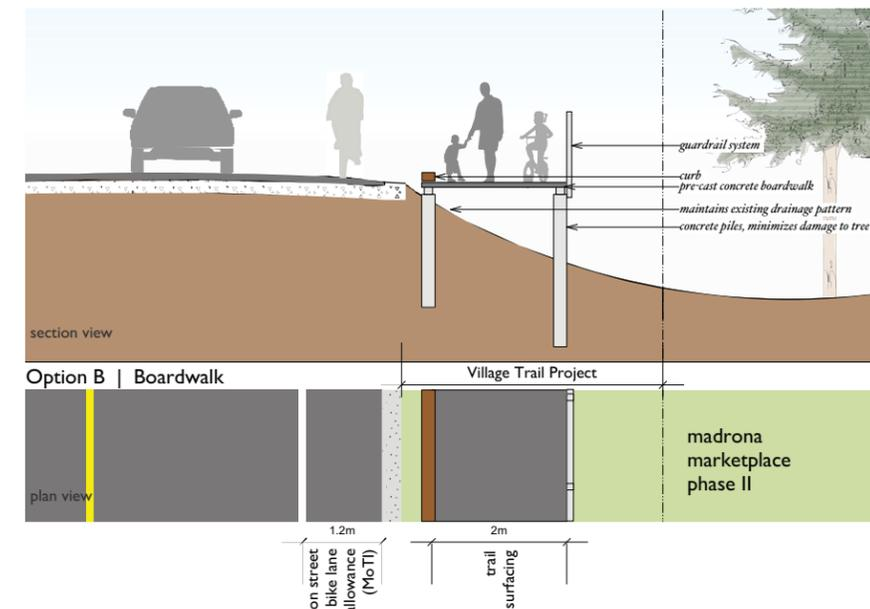 guardrail system
curb
pre-cast concrete boardwalk
maintains existing drainage pattern
concrete piles, minimizes damage to tree
section view
Option B | Boardwalk
Village Trail Project
madrona
marketplace
phase II
plan view
1.2m
2m
on street
bike lane
llowance
(MoTI)
trail
surfacing